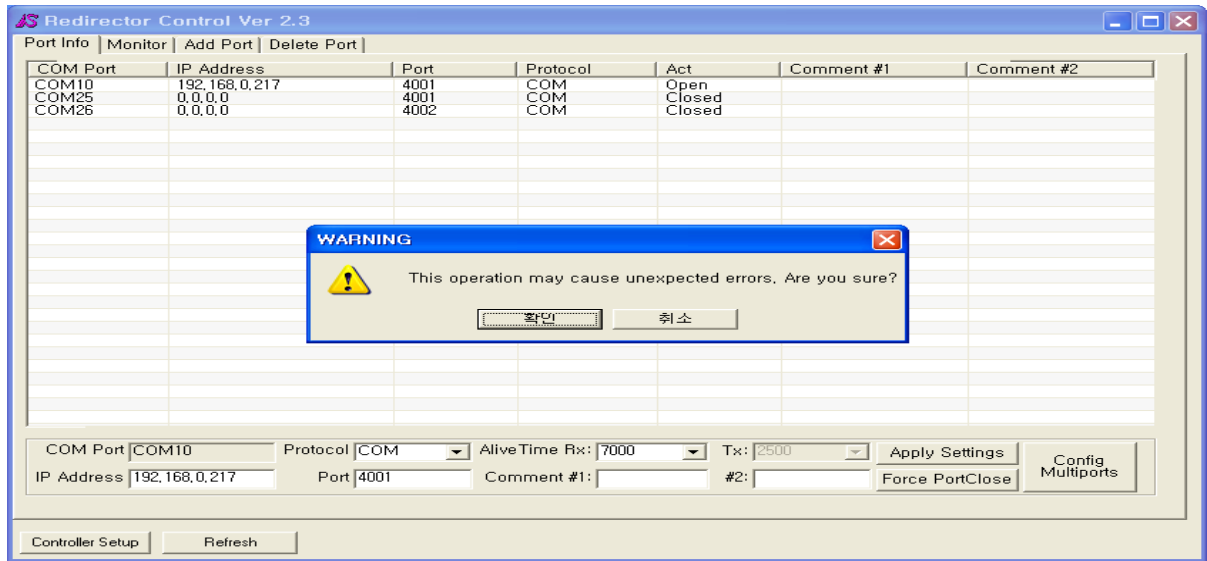 Redirector Control Ver 2.3
Port Info Monitor Add Port Delete Port
COM Port IP Address Port Protocol Act Comment #1 Comment #2
COM10 192,168,0,217 4001 COM Open
COM25 0,0,0,0 4001 COM Closed
COM26 0,0,0,0 4002 COM Closed
WARNING
This operation may cause unexpected errors, Are you sure?
확인 취소
COM Port COM10 Protocol COM AliveTime Rx: 7000 Tx: 2500 Apply Settings Config Multiports
IP Address 192,168,0,217 Port 4001 Comment #1: #2: Force PortClose
Controller Setup Refresh